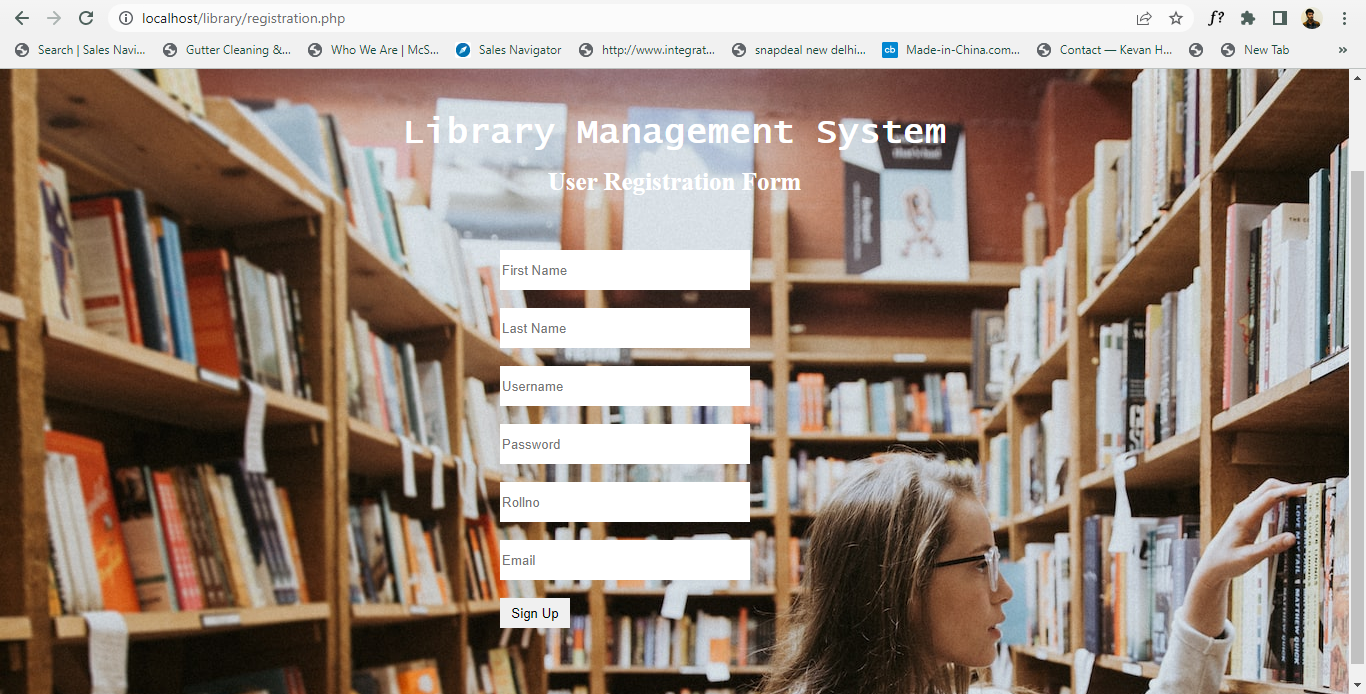 localhost/library/registration.php
f?
Search | Sales Navi... Gutter Cleaning &... Who We Are | McS... Sales Navigator http://www.integrat... snapdeal new delhi... cb Made-in-China.com... Contact — Kevan H... New Tab »
Library Management System
User Registration Form
First Name
Last Name
Username
Password
Rollno
Email
Sign Up